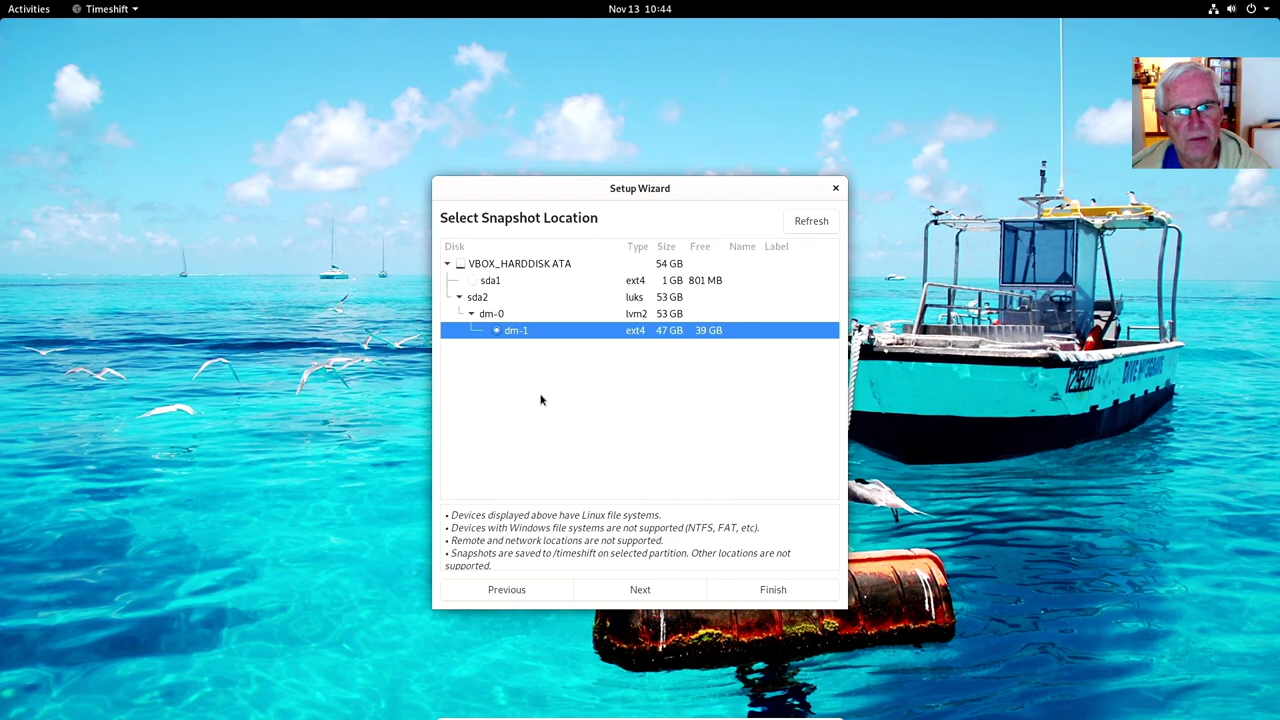 Activities Timeshift Nov 13 10:44
Setup Wizard
Select Snapshot Location Refresh
Disk Type Size Free Name Label
VBOX_HARDDISK ATA 54 GB
sda1 ext4 1 GB 801 MB
sda2 luks 53 GB
dm-0 lvm2 53 GB
dm-1 ext4 47 GB 39 GB
• Devices displayed above have Linux file systems.
• Devices with Windows file systems are not supported (NTFS, FAT, etc).
• Remote and network locations are not supported.
• Snapshots are saved to /timeshift on selected partition. Other locations are not
supported.
Previous Next Finish